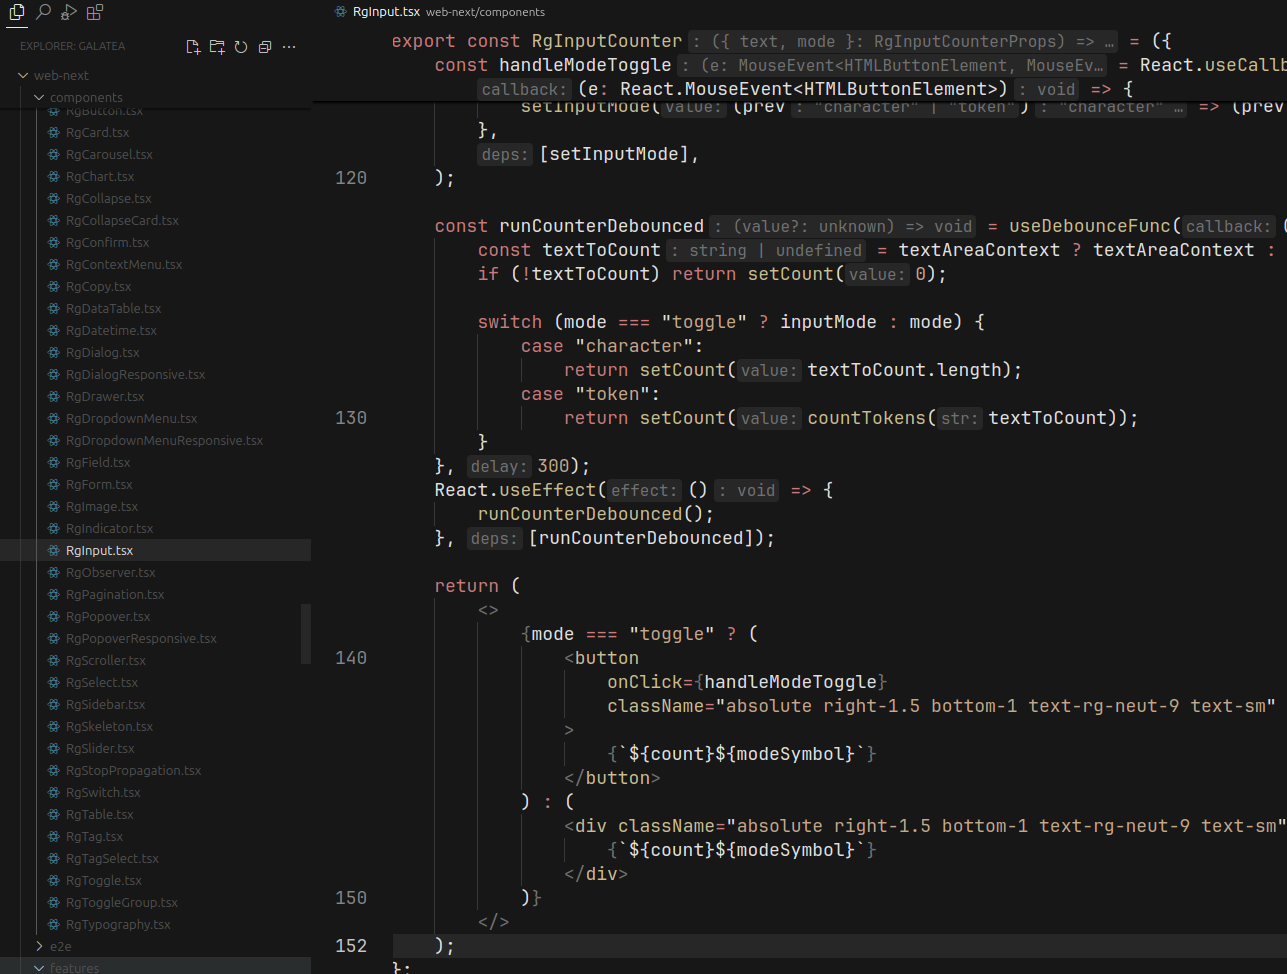 EXPLORER: GALATEA
web-next
components
RgButton.tsx
RgCard.tsx
RgCarousel.tsx
RgChart.tsx
RgCollapse.tsx
RgCollapseCard.tsx
RgConfirm.tsx
RgContextMenu.tsx
RgCopy.tsx
RgDataTable.tsx
RgDatetime.tsx
RgDialog.tsx
RgDialogResponsive.tsx
RgDrawer.tsx
RgDropdownMenu.tsx
RgDropdownMenuResponsive.tsx
RgField.tsx
RgForm.tsx
RgImage.tsx
RgIndicator.tsx
RgInput.tsx
RgObserver.tsx
RgPagination.tsx
RgPopover.tsx
RgPopoverResponsive.tsx
RgScroller.tsx
RgSelect.tsx
RgSidebar.tsx
RgSkeleton.tsx
RgSlider.tsx
RgStopPropagation.tsx
RgSwitch.tsx
RgTable.tsx
RgTag.tsx
RgTagSelect.tsx
RgToggle.tsx
RgToggleGroup.tsx
RgTypography.tsx
e2e
features
RgInput.tsx web-next/components
export const RgInputCounter : ({ text, mode }: RgInputCounterProps) => … = ({
const handleModeToggle : (e: MouseEvent<HTMLButtonElement, MouseEv… = React.useCallb
callback: (e: React.MouseEvent<HTMLButtonElement>) : void => {
setInputMode( value: (prev : "character" | "token" ) : "character" … => (prev
},
deps: [setInputMode],
120 );
const runCounterDebounced : (value?: unknown) => void = useDebounceFunc( callback: (
const textToCount : string | undefined = textAreaContext ? textAreaContext :
if (!textToCount) return setCount( value: 0);
switch (mode === "toggle" ? inputMode : mode) {
case "character":
return setCount( value: textToCount.length);
case "token":
130 return setCount( value: countTokens( str: textToCount));
}
}, delay: 300);
React.useEffect( effect: () : void => {
runCounterDebounced();
}, deps: [runCounterDebounced]);
return (
<>
{mode === "toggle" ? (
140 <button
onClick={handleModeToggle}
className="absolute right-1.5 bottom-1 text-rg-neut-9 text-sm"
>
{`${count}${modeSymbol}`}
</button>
) : (
<div className="absolute right-1.5 bottom-1 text-rg-neut-9 text-sm"
{`${count}${modeSymbol}`}
</div>
150 )}
</>
152 );
};